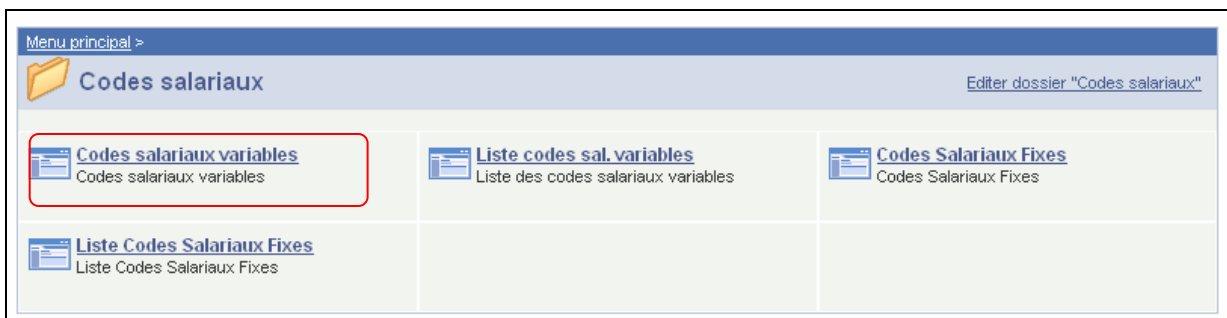 Menu principal >
Codes salariaux
Editer dossier "Codes salariaux"
Codes salariaux variables
Codes salariaux variables
Liste codes sal. variables
Liste des codes salariaux variables
Codes Salariaux Fixes
Codes Salariaux Fixes
Liste Codes Salariaux Fixes
Liste Codes Salariaux Fixes